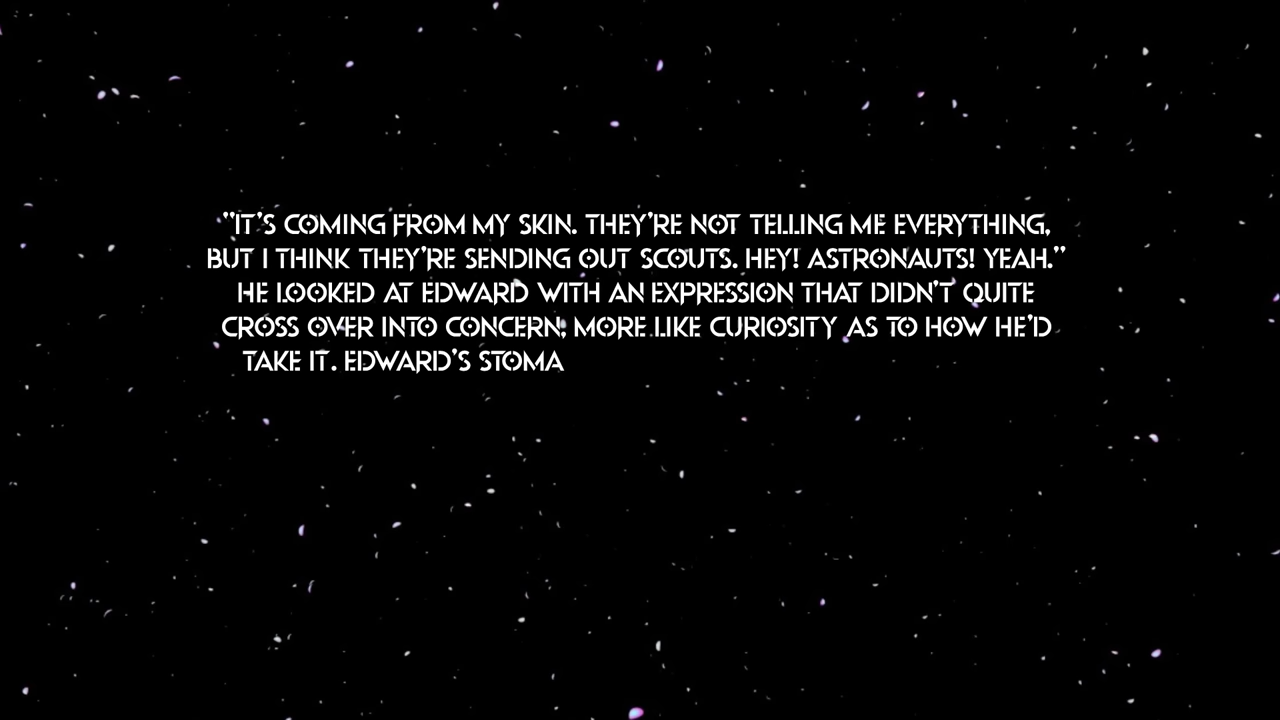 “IT’S COMING FROM MY SKIN. THEY’RE NOT TELLING ME EVERYTHING,
BUT I THINK THEY’RE SENDING OUT SCOUTS. HEY! ASTRONAUTS! YEAH.”
HE LOOKED AT EDWARD WITH AN EXPRESSION THAT DIDN’T QUITE
CROSS OVER INTO CONCERN; MORE LIKE CURIOSITY AS TO HOW HE’D
TAKE IT. EDWARD’S STOMA